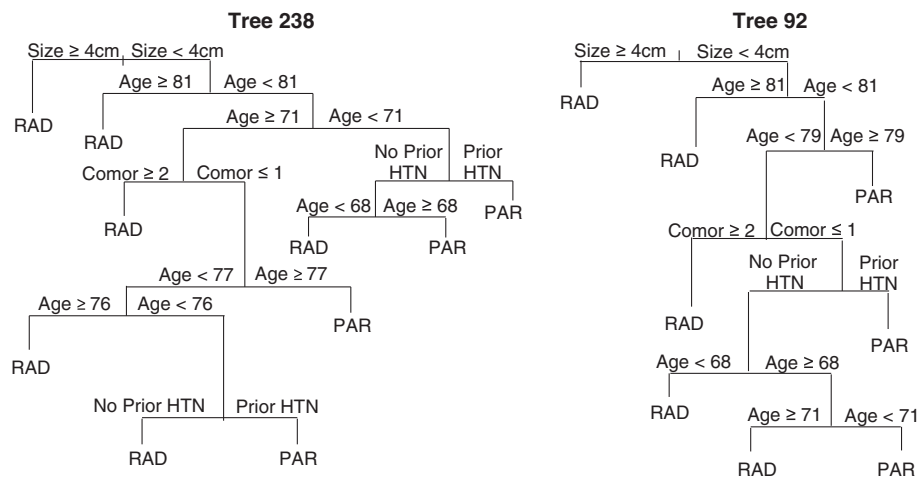 Tree 238
Size ≥ 4cm Size < 4cm
RAD
Age ≥ 81 Age < 81
RAD
Age ≥ 71 Age < 71
Comor ≥ 2 Comor ≤ 1
RAD
No Prior HTN
Prior HTN
Age < 68 Age ≥ 68
PAR
RAD
PAR
Age < 77 Age ≥ 77
Age ≥ 76 Age < 76
PAR
RAD
No Prior HTN Prior HTN
RAD
PAR
Tree 92
Size ≥ 4cm Size < 4cm
RAD
Age ≥ 81 Age < 81
RAD
Age < 79 Age ≥ 79
PAR
Comor ≥ 2 Comor ≤ 1
RAD
No Prior HTN
Prior HTN
PAR
Age < 68 Age ≥ 68
RAD
Age ≥ 71 Age < 71
RAD
PAR